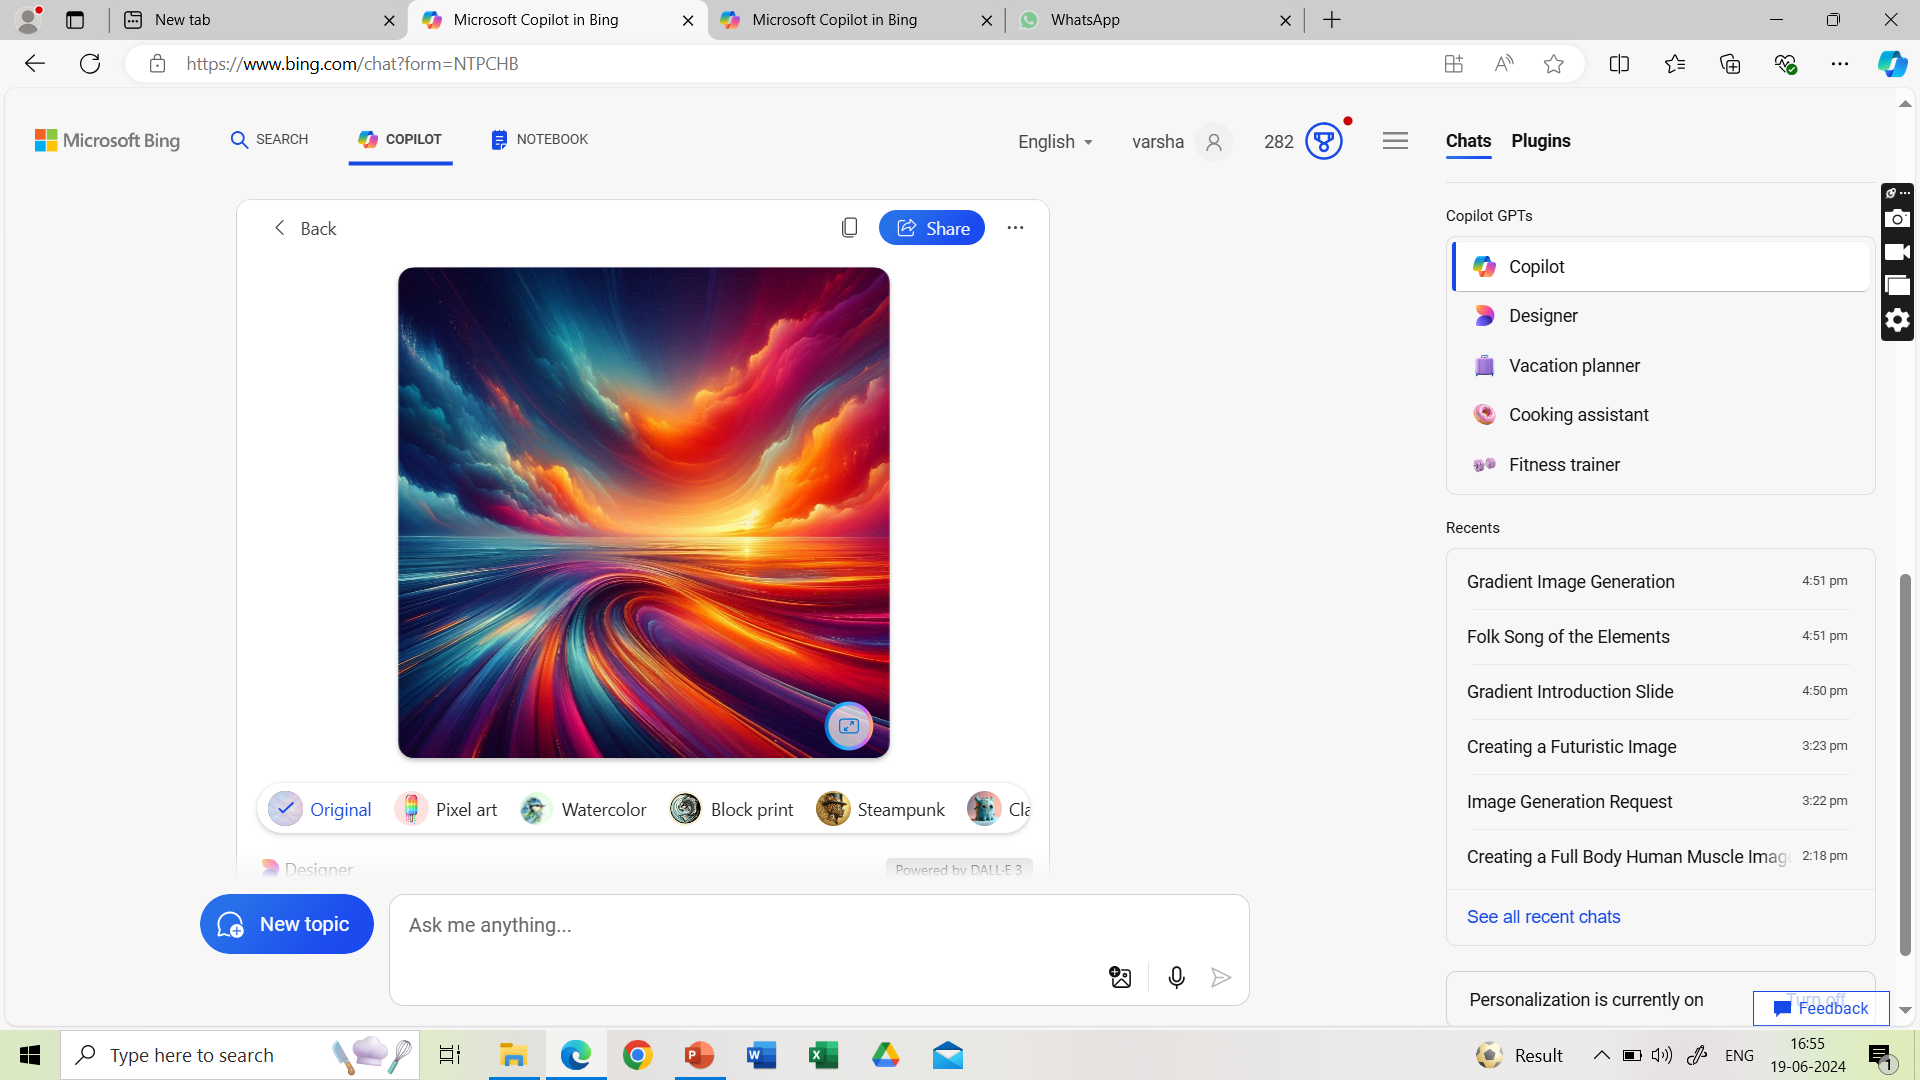 New tab
Microsoft Copilot in Bing
Microsoft Copilot in Bing
WhatsApp
https://www.bing.com/chat?form=NTPCHB
Microsoft Bing
SEARCH
COPILOT
NOTEBOOK
English
varsha
282
Chats
Plugins
Back
Share
Copilot GPTs
Copilot
Designer
Vacation planner
Cooking assistant
Fitness trainer
Recents
Gradient Image Generation 4:51 pm
Folk Song of the Elements 4:51 pm
Gradient Introduction Slide 4:50 pm
Creating a Futuristic Image 3:23 pm
Image Generation Request 3:22 pm
Creating a Full Body Human Muscle Imag 2:18 pm
See all recent chats
Original
Pixel art
Watercolor
Block print
Steampunk
Cla
Designer
Powered by DALL·E 3
New topic
Ask me anything...
Personalization is currently on
Turn off
Feedback
Type here to search
Result
ENG
16:55
19-06-2024
1